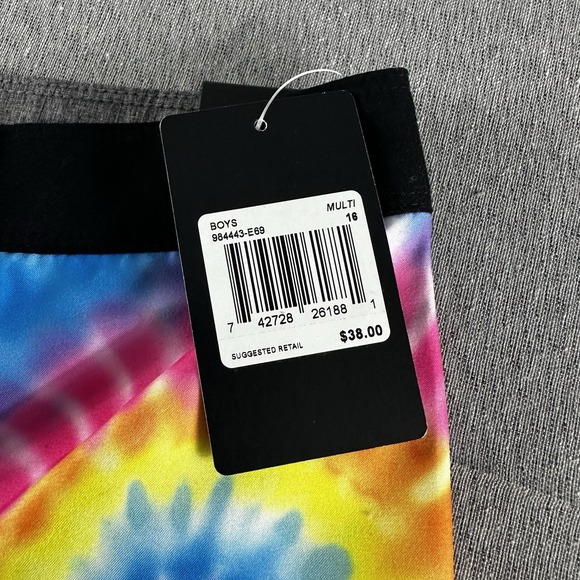 BOYS MULTI
984443-E69 16
7 42728 26188 1
SUGGESTED RETAIL $38.00